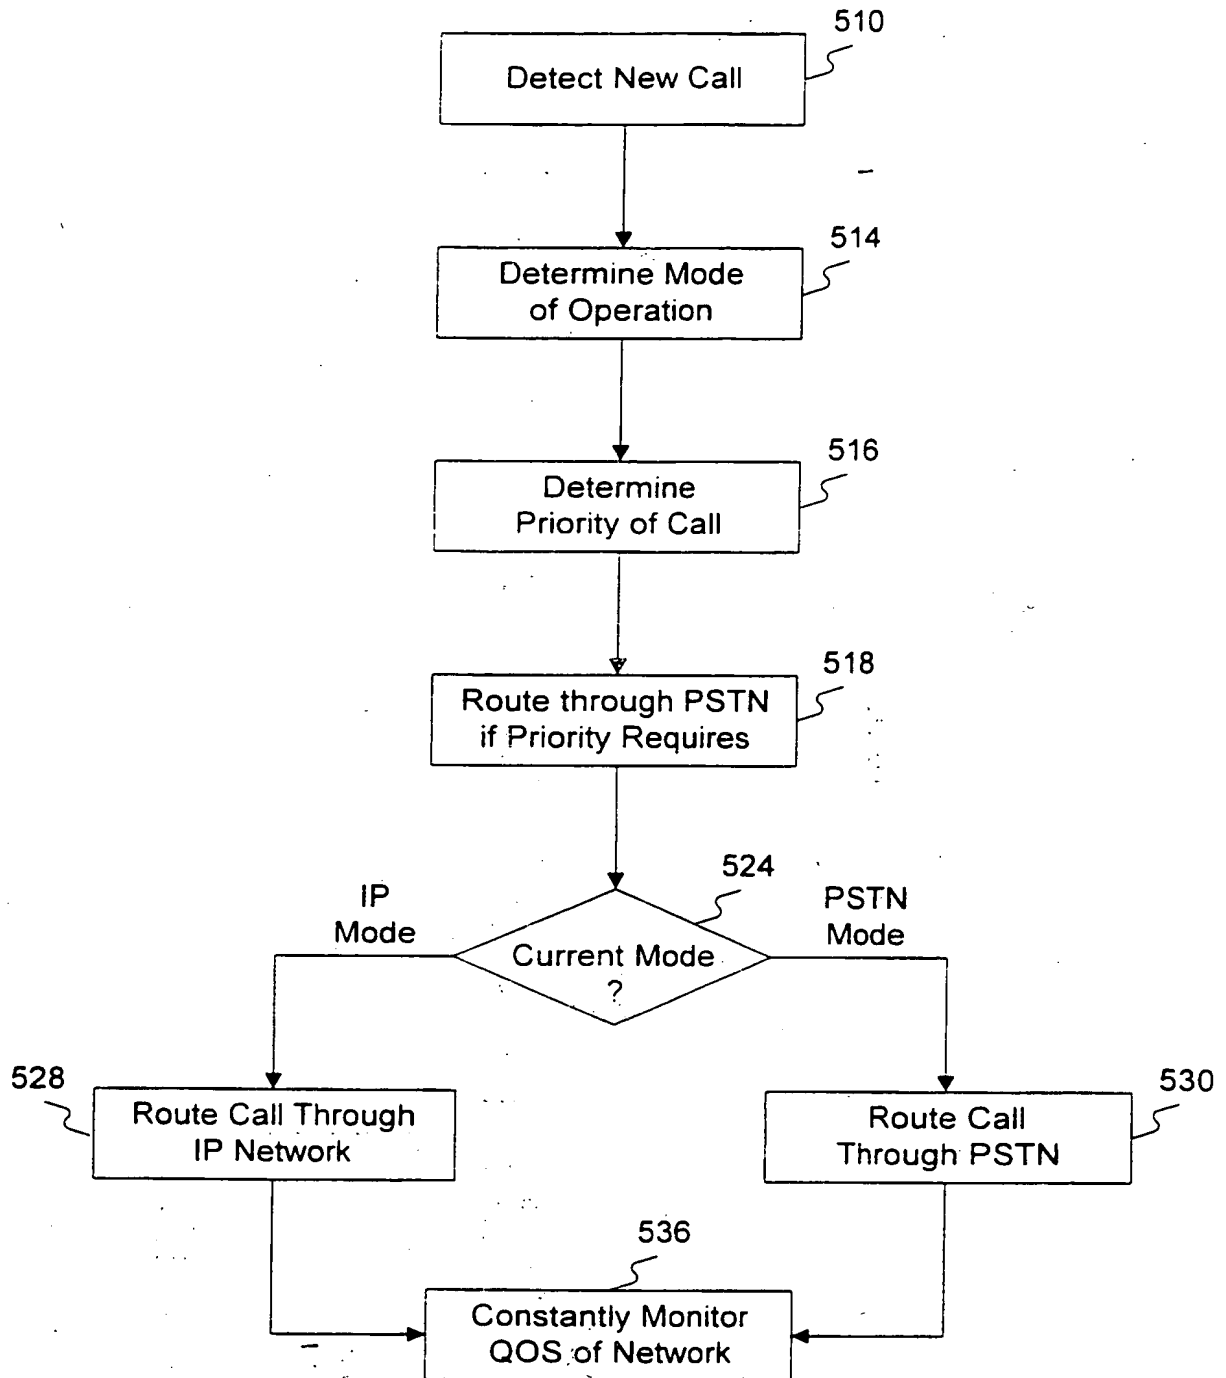 510
Detect New Call
514
Determine Mode
of Operation
516
Determine
Priority of Call
518
Route through PSTN
if Priority Requires
524
IP
Mode
PSTN
Mode
Current Mode
?
528
Route Call Through
IP Network
530
Route Call
Through PSTN
536
Constantly Monitor
QOS of Network